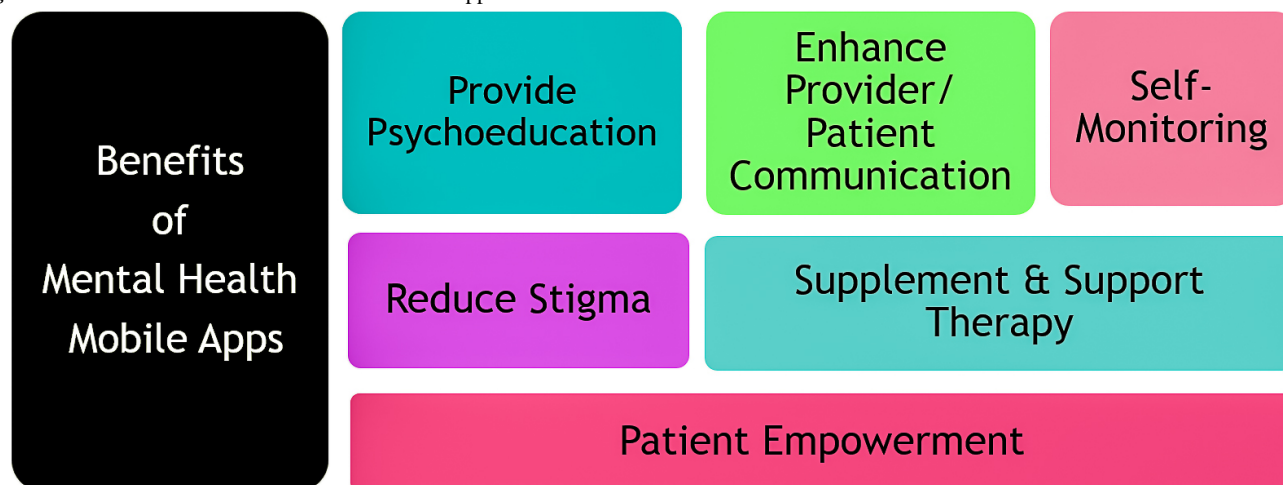 Benefits
of
Mental Health
Mobile Apps
Provide
Psychoeducation
Enhance
Provider/
Patient
Communication
Self-
Monitoring
Reduce Stigma
Supplement & Support
Therapy
Patient Empowerment